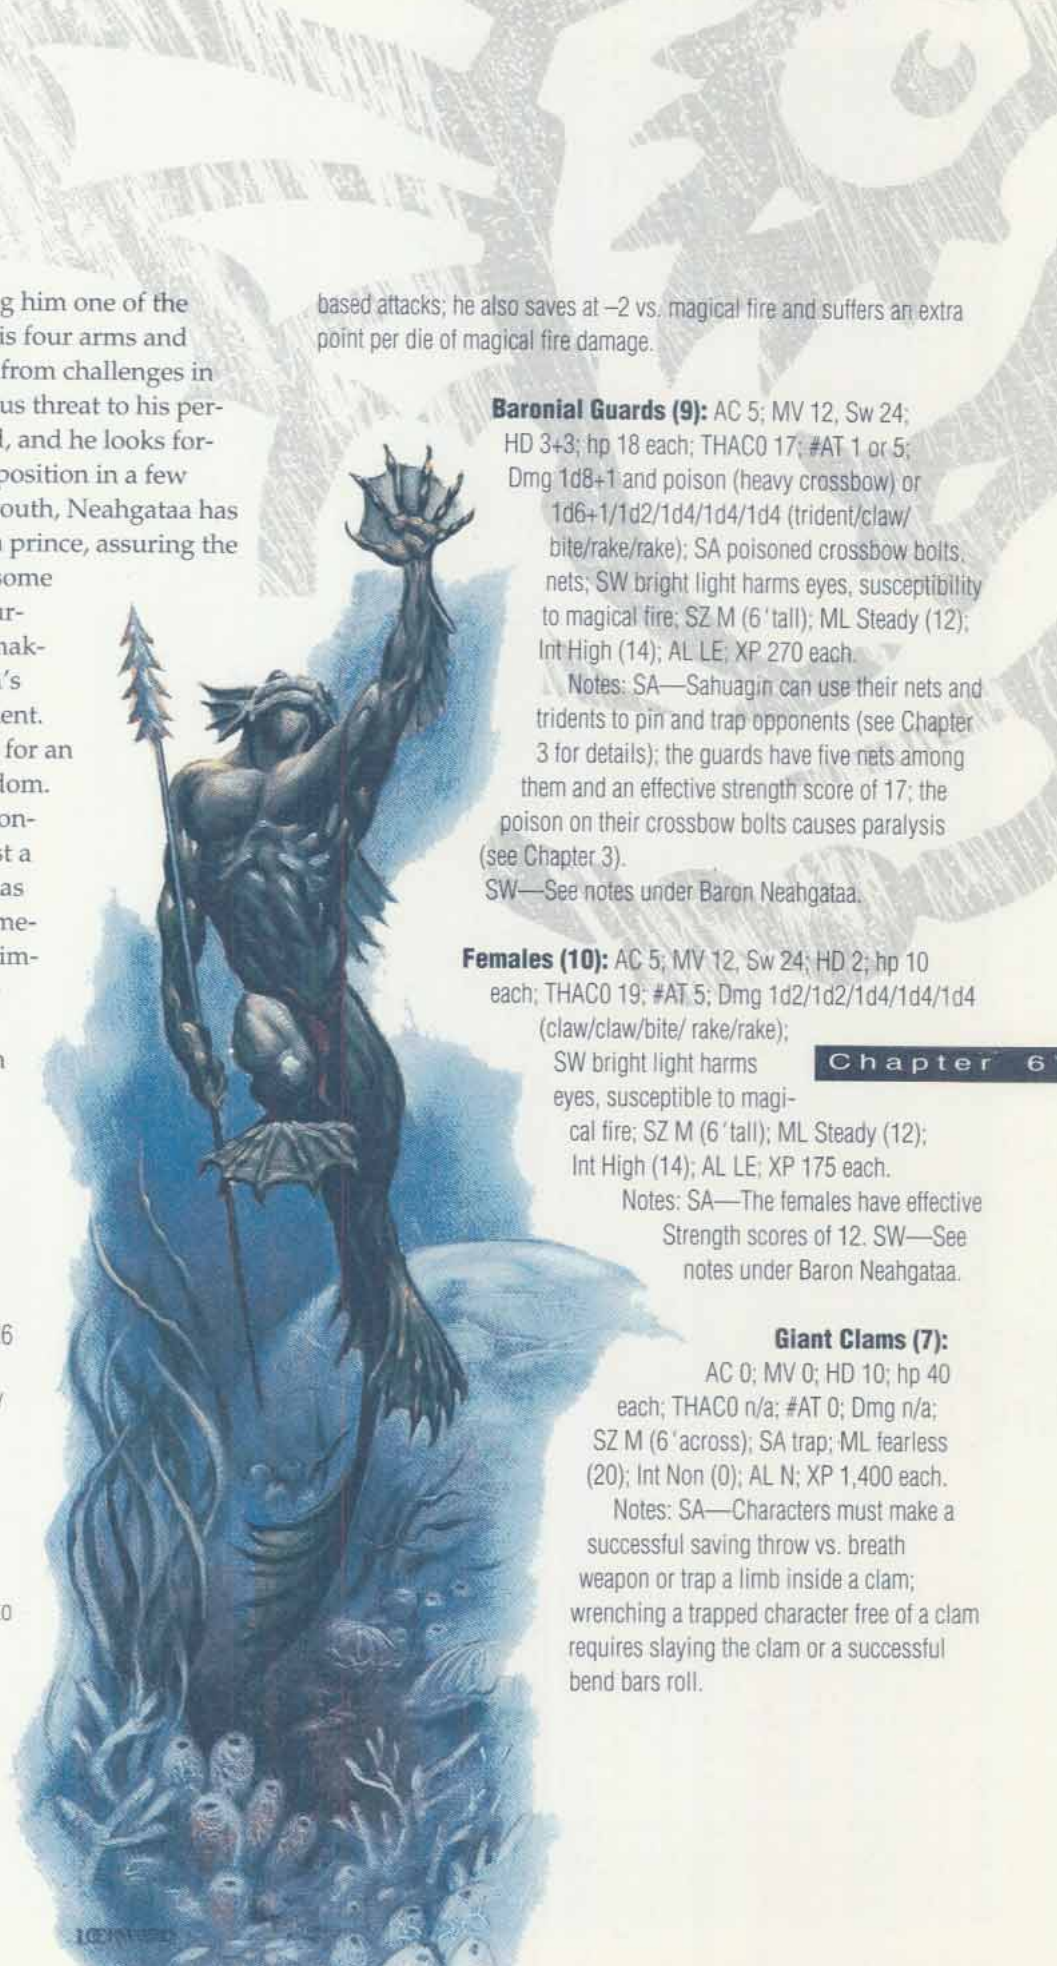 g him one of the
is four arms and
from challenges in
us threat to his per-
l, and he looks for-
position in a few
outh, Neahgataa has
prince, assuring the
some
ur-
nak-
's
ent.
for an
dom.
on-
st a
as
ne-
im-
6
0
based attacks; he also saves at –2 vs. magical fire and suffers an extra
point per die of magical fire damage.
Baronial Guards (9): AC 5; MV 12, Sw 24;
HD 3+3; hp 18 each; THAC0 17; #AT 1 or 5;
Dmg 1d8+1 and poison (heavy crossbow) or
1d6+1/1d2/1d4/1d4/1d4 (trident/claw/
bite/rake/rake); SA poisoned crossbow bolts,
nets; SW bright light harms eyes, susceptibility
to magical fire; SZ M (6' tall); ML Steady (12);
Int High (14); AL LE; XP 270 each.
Notes: SA—Sahuagin can use their nets and
tridents to pin and trap opponents (see Chapter
3 for details); the guards have five nets among
them and an effective strength score of 17; the
poison on their crossbow bolts causes paralysis
(see Chapter 3).
SW—See notes under Baron Neahgataa.
Females (10): AC 5; MV 12, Sw 24; HD 2; hp 10
each; THAC0 19; #AT 5; Dmg 1d2/1d2/1d4/1d4/1d4
(claw/claw/bite/ rake/rake);
SW bright light harms
eyes, susceptible to magi-
cal fire; SZ M (6' tall); ML Steady (12);
Int High (14); AL LE; XP 175 each.
Notes: SA—The females have effective
Strength scores of 12. SW—See
notes under Baron Neahgataa.
Chapter 6
Giant Clams (7):
AC 0; MV 0; HD 10; hp 40
each; THAC0 n/a; #AT 0; Dmg n/a;
SZ M (6' across); SA trap; ML fearless
(20); Int Non (0); AL N; XP 1,400 each.
Notes: SA—Characters must make a
successful saving throw vs. breath
weapon or trap a limb inside a clam;
wrenching a trapped character free of a clam
requires slaying the clam or a successful
bend bars roll.